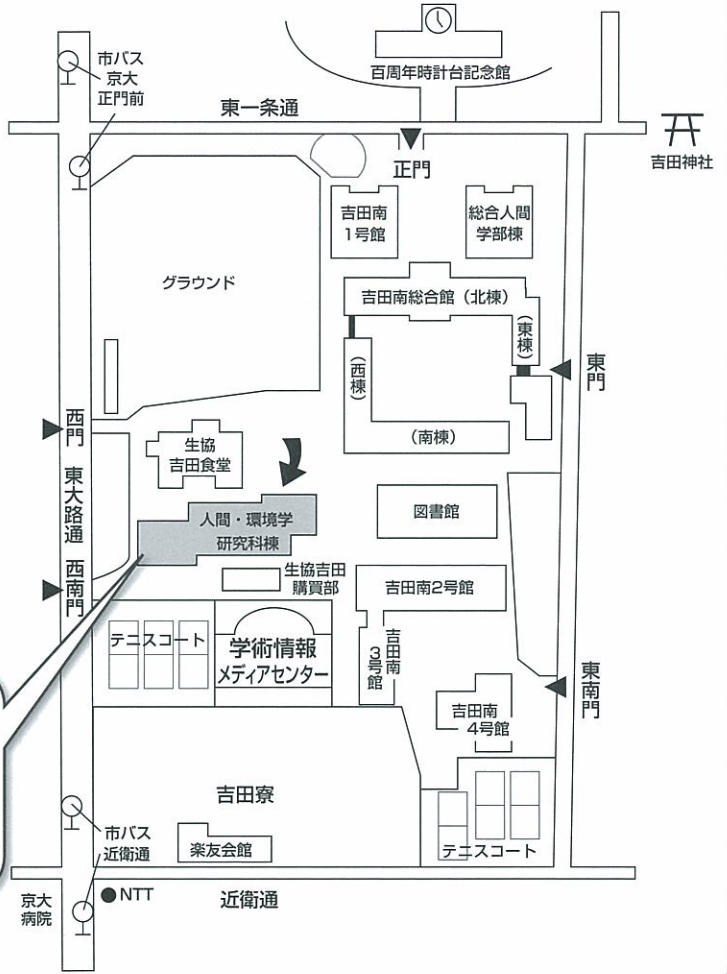 市バス
京大
正門前
百周年時計台記念館
東一条通
正門
吉田神社
吉田南
1号館
総合人間
学部棟
グラウンド
吉田南総合館（北棟）
（東棟）
（西棟）
東門
（南棟）
西門
生協
吉田食堂
東大路通
図書館
人間・環境学
研究科棟
西南門
生協吉田
購買部
吉田南2号館
テニスコート
学術情報
メディアセンター
吉田南
3号館
東南門
吉田南
4号館
吉田寮
市バス
近衛通
楽友会館
テニスコート
京大
病院
●NTT
近衛通